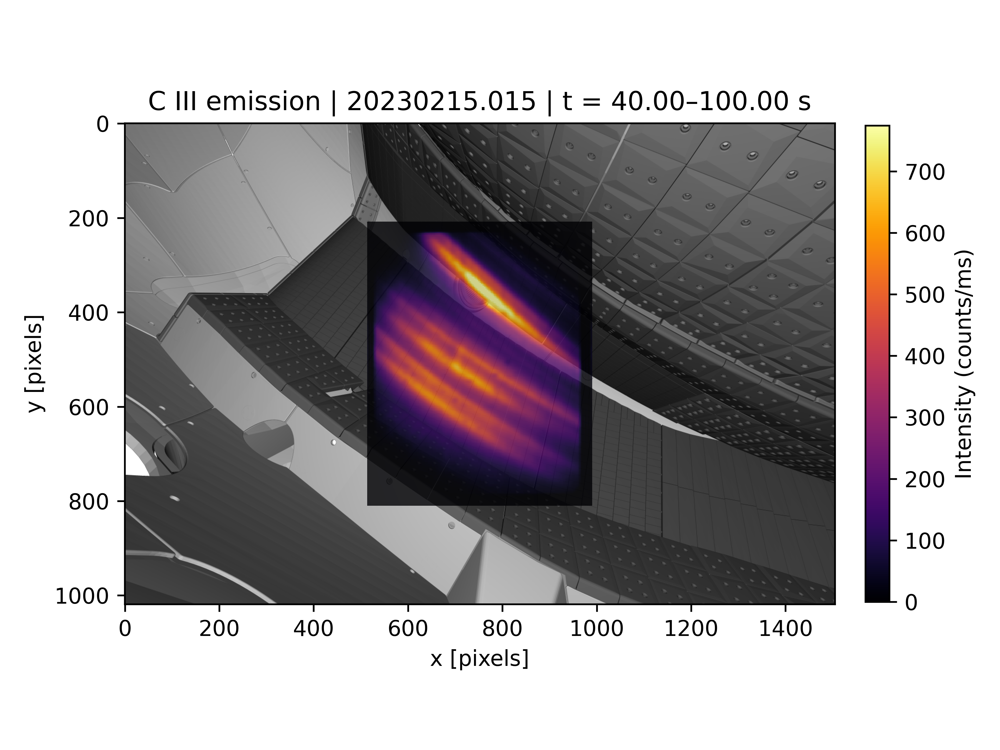 C III emission | 20230215.015 | t = 40.00–100.00 s
0
200
400
600
800
1000
y [pixels]
0 200 400 600 800 1000 1200 1400
x [pixels]
700
600
500
400
300
200
100
0
Intensity (counts/ms)